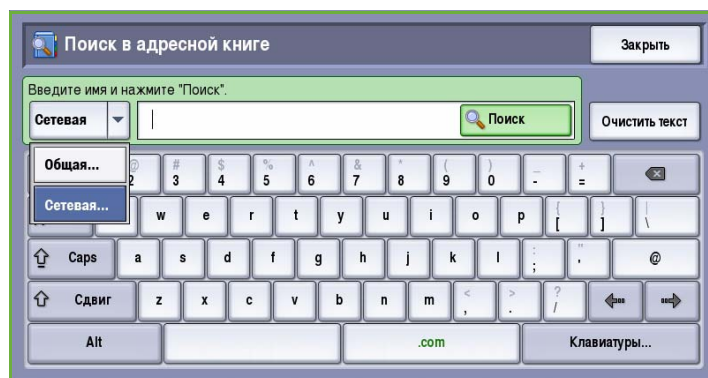 Поиск в адресной книге
Закрыть
Введите имя и нажмите "Поиск".
Сетевая
Поиск
Очистить текст
Общая...
Сетевая...
@ 2 # 3 $ 4 % 5 ^ 6 & 7 * 8 ( 9 ) 0 _ - + =
w e r t y u i o p { [ } ] | \
Caps a s d f g h j k l : ; " ' @
Сдвиг z x c v b n m < , > . ? /
Alt .com Клавиатуры...